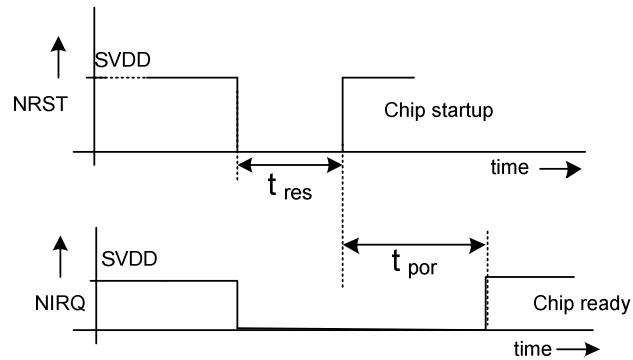 SVDD
NRST
Chip startup
time
t res
SVDD
t por
NIRQ
Chip ready
time